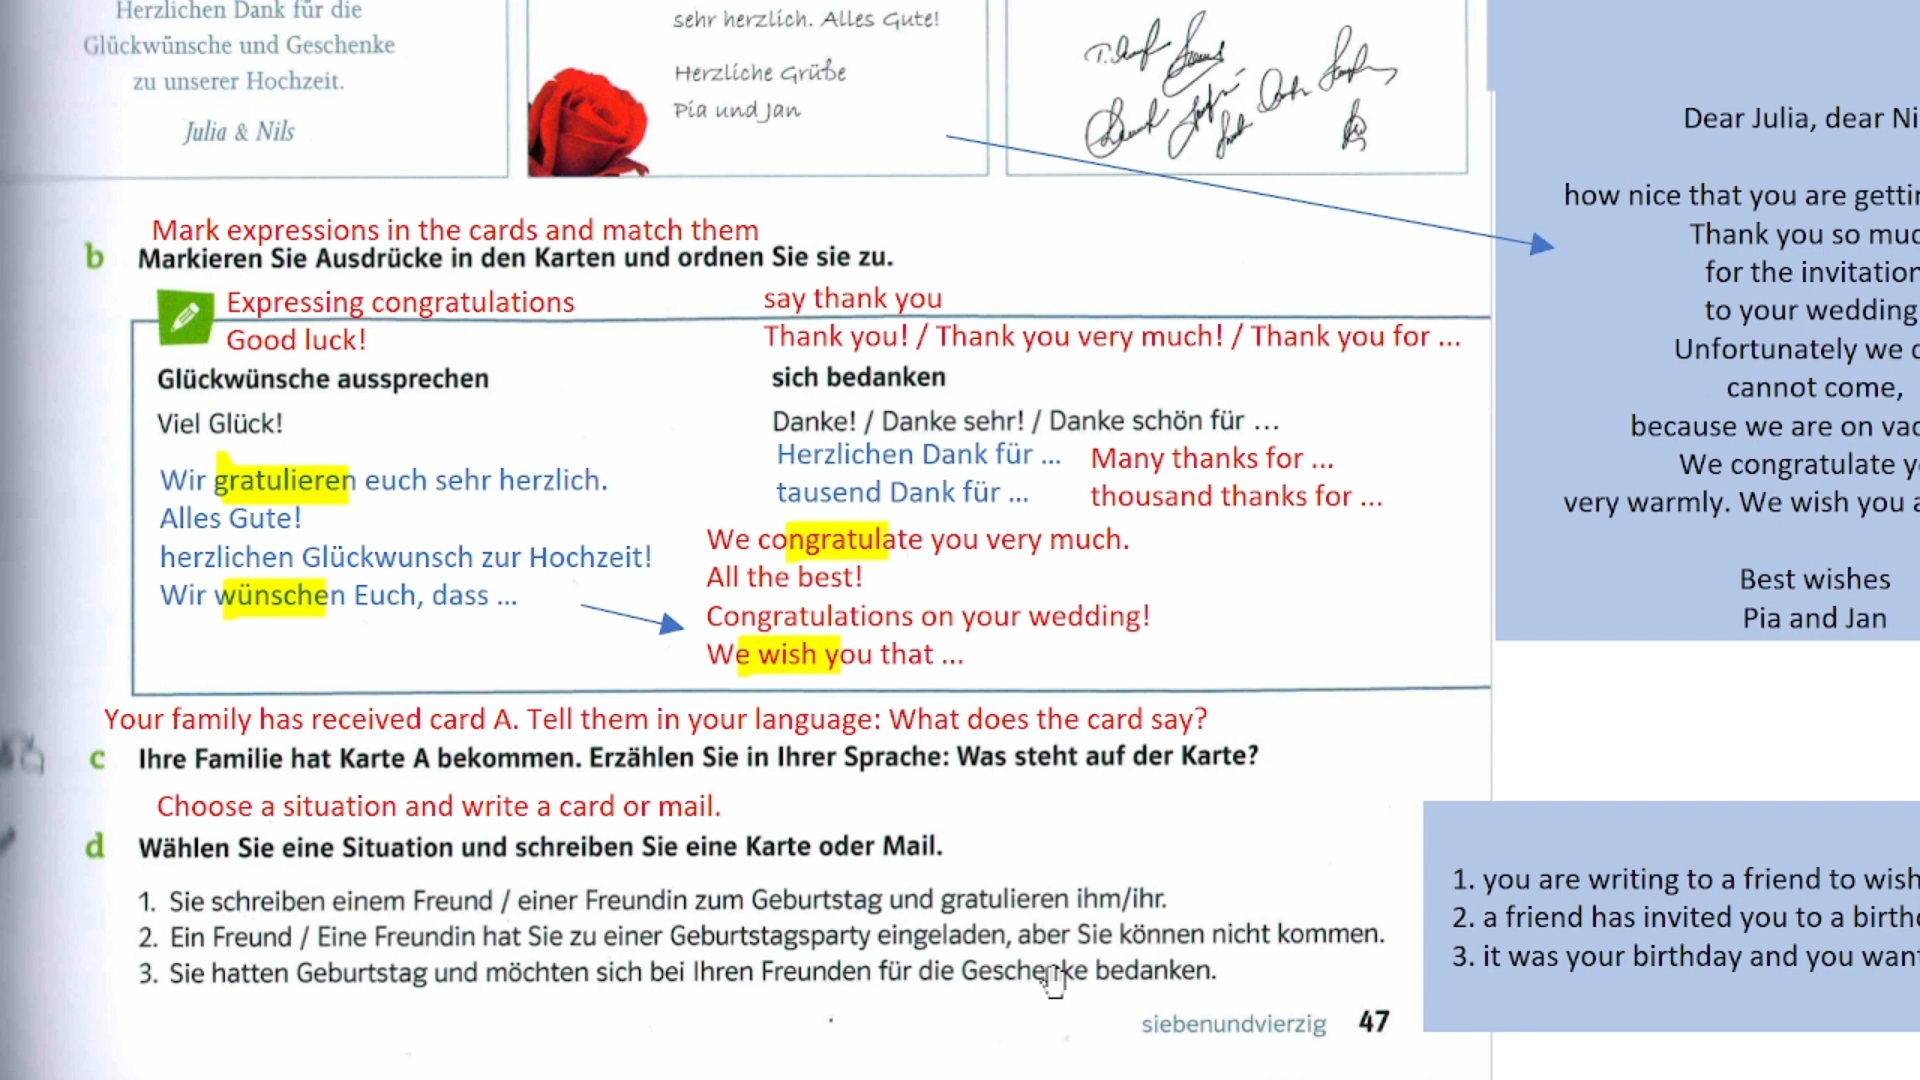 Herzlichen Dank für die
Glückwünsche und Geschenke
zu unserer Hochzeit.
Julia & Nils
sehr herzlich. Alles Gute!
Herzliche Grüße
Pia und Jan
Mark expressions in the cards and match them
b Markieren Sie Ausdrücke in den Karten und ordnen Sie sie zu.
Expressing congratulations
Good luck!
Glückwünsche aussprechen
Viel Glück!
Wir gratulieren euch sehr herzlich.
Alles Gute!
herzlichen Glückwunsch zur Hochzeit!
Wir wünschen Euch, dass ...
say thank you
Thank you! / Thank you very much! / Thank you for ...
sich bedanken
Danke! / Danke sehr! / Danke schön für ...
Herzlichen Dank für ... Many thanks for ...
tausend Dank für ... thousand thanks for ...
We congratulate you very much.
All the best!
Congratulations on your wedding!
We wish you that ...
Your family has received card A. Tell them in your language: What does the card say?
c Ihre Familie hat Karte A bekommen. Erzählen Sie in Ihrer Sprache: Was steht auf der Karte?
Choose a situation and write a card or mail.
d Wählen Sie eine Situation und schreiben Sie eine Karte oder Mail.
1. Sie schreiben einem Freund / einer Freundin zum Geburtstag und gratulieren ihm/ihr.
2. Ein Freund / Eine Freundin hat Sie zu einer Geburtstagsparty eingeladen, aber Sie können nicht kommen.
3. Sie hatten Geburtstag und möchten sich bei Ihren Freunden für die Geschenke bedanken.
siebenundvierzig 47
Dear Julia, dear Ni
how nice that you are gettin
Thank you so muc
for the invitation
to your wedding
Unfortunately we c
cannot come,
because we are on vac
We congratulate y
very warmly. We wish you a
Best wishes
Pia and Jan
1. you are writing to a friend to wish
2. a friend has invited you to a birth
3. it was your birthday and you want